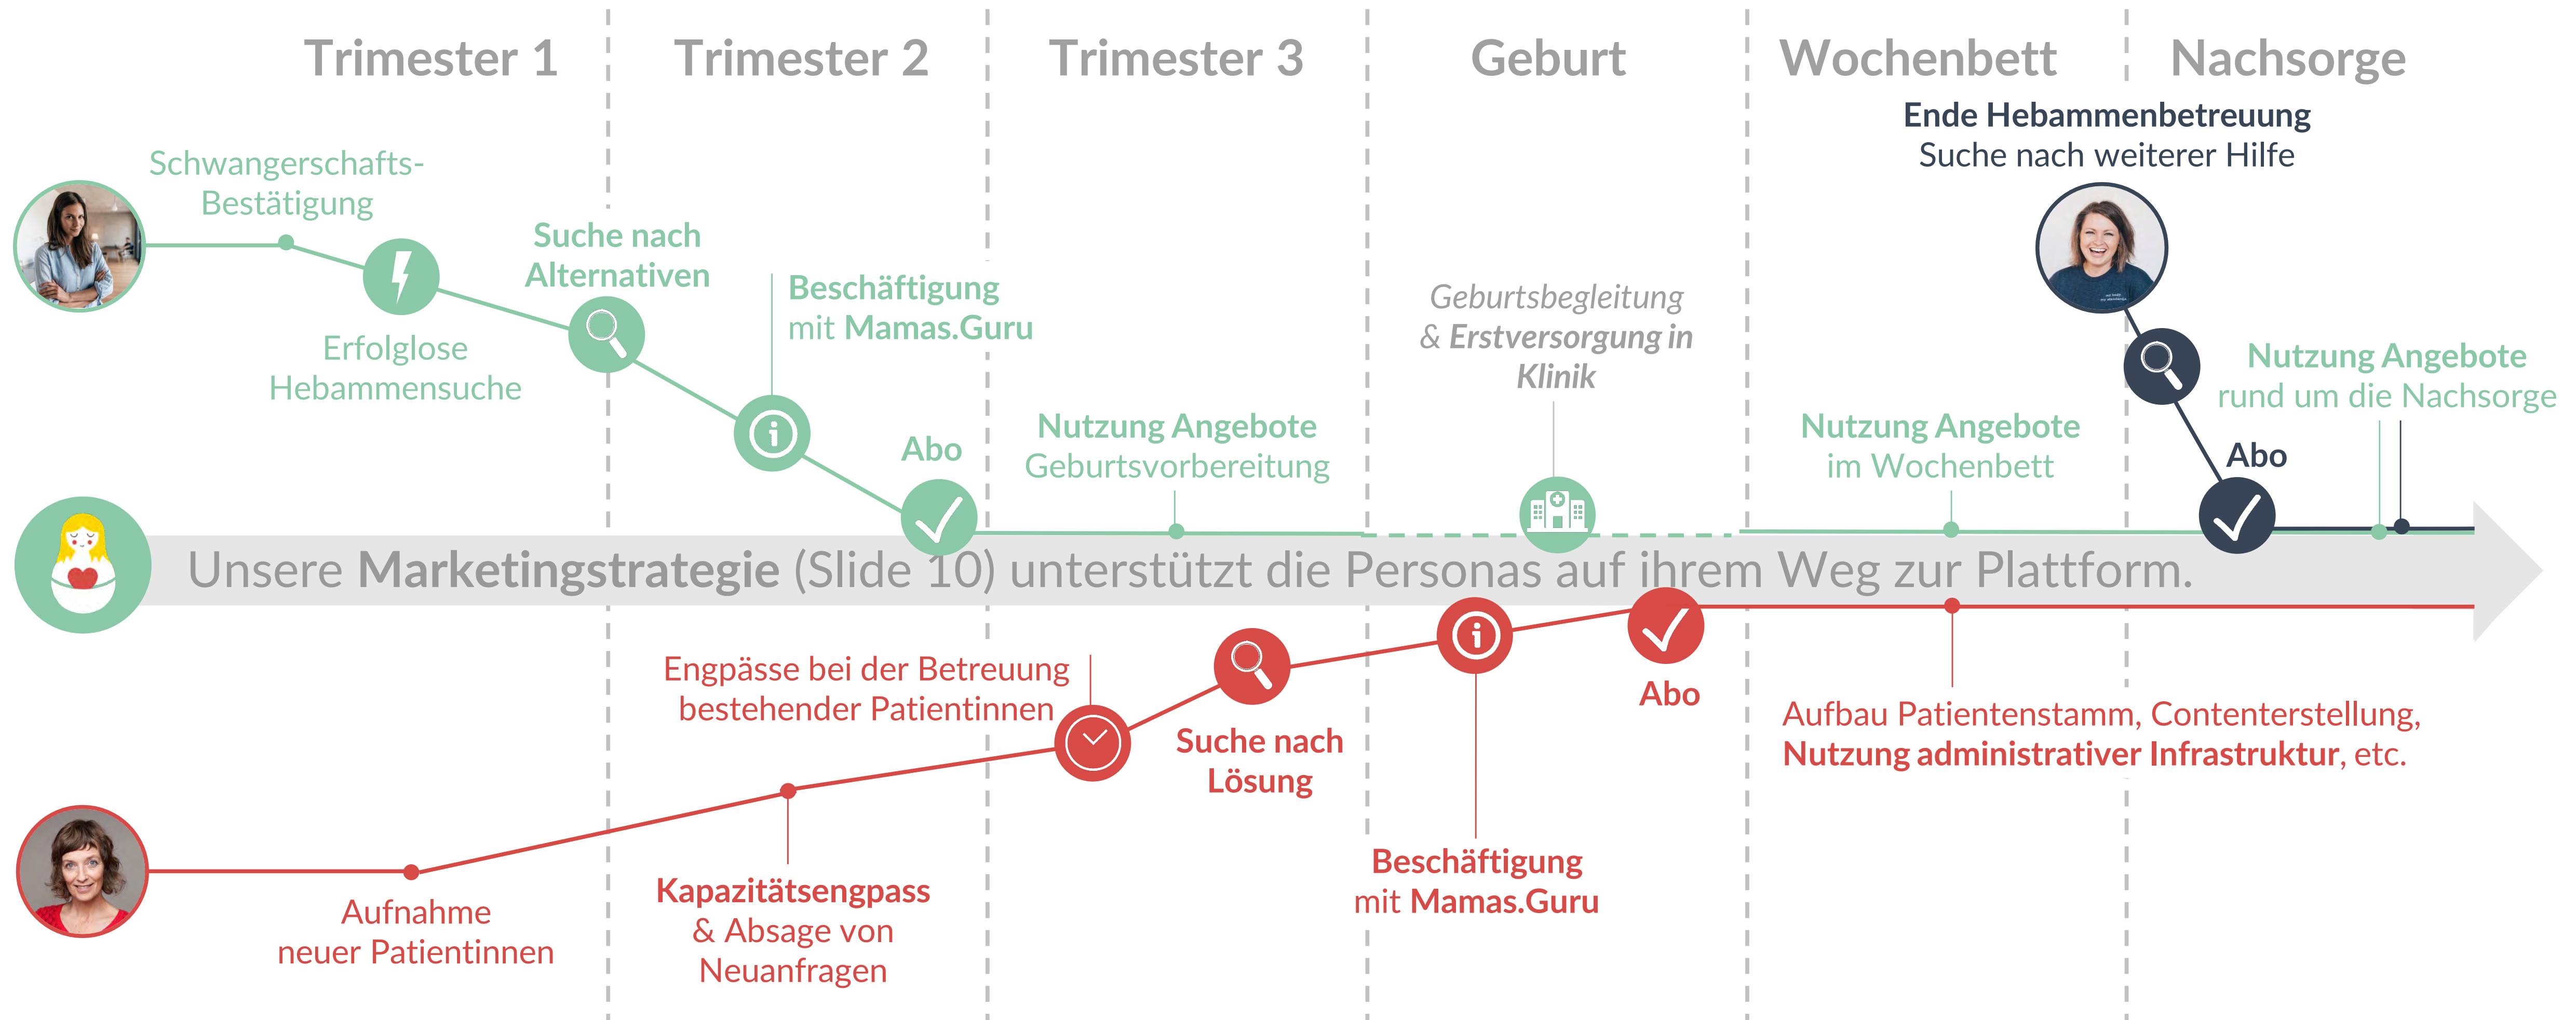 Trimester 1
Trimester 2
Trimester 3
Geburt
Wochenbett
Nachsorge
Ende Hebammenbetreuung
Suche nach weiterer Hilfe
Schwangerschafts-
Bestätigung
Erfolglose
Hebammensuche
Suche nach
Alternativen
Beschäftigung
mit Mamas.Guru
Abo
Nutzung Angebote
Geburtsvorbereitung
Geburtsbegleitung
& Erstversorgung in
Klinik
Nutzung Angebote
im Wochenbett
Abo
Nutzung Angebote
rund um die Nachsorge
Unsere Marketingstrategie (Slide 10) unterstützt die Personas auf ihrem Weg zur Plattform.
Aufnahme
neuer Patientinnen
Kapazitätsengpass
& Absage von
Neuanfragen
Engpässe bei der Betreuung
bestehender Patientinnen
Suche nach
Lösung
Beschäftigung
mit Mamas.Guru
Abo
Aufbau Patientenstamm, Contenterstellung,
Nutzung administrativer Infrastruktur, etc.